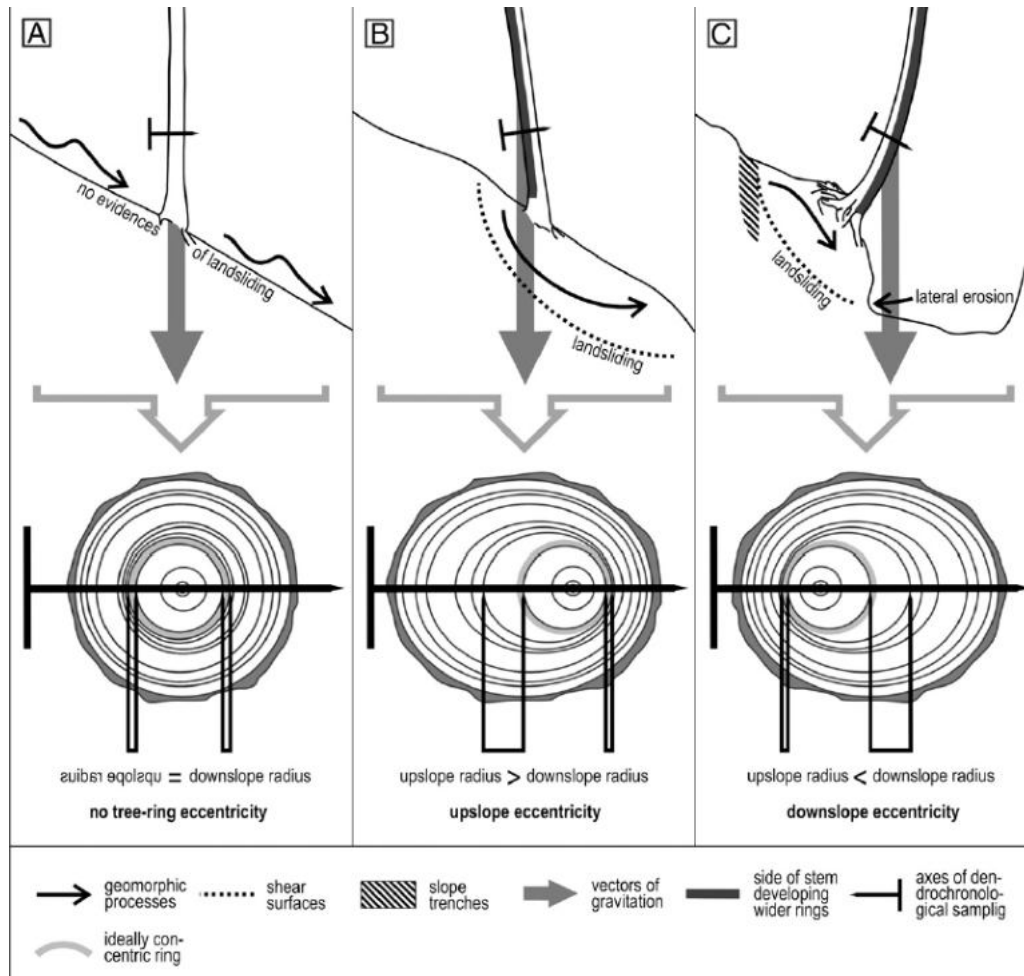 A
B
C
no evidences
of landsliding
landsliding
landsliding
lateral erosion
upslope radius = downslope radius
no tree-ring eccentricity
upslope radius > downslope radius
upslope eccentricity
upslope radius < downslope radius
downslope eccentricity
geomorphic
processes
shear
surfaces
slope
trenches
vectors of
gravitation
side of stem
developing
wider rings
axes of den-
drochronolo-
gical samplig
ideally con-
centric ring